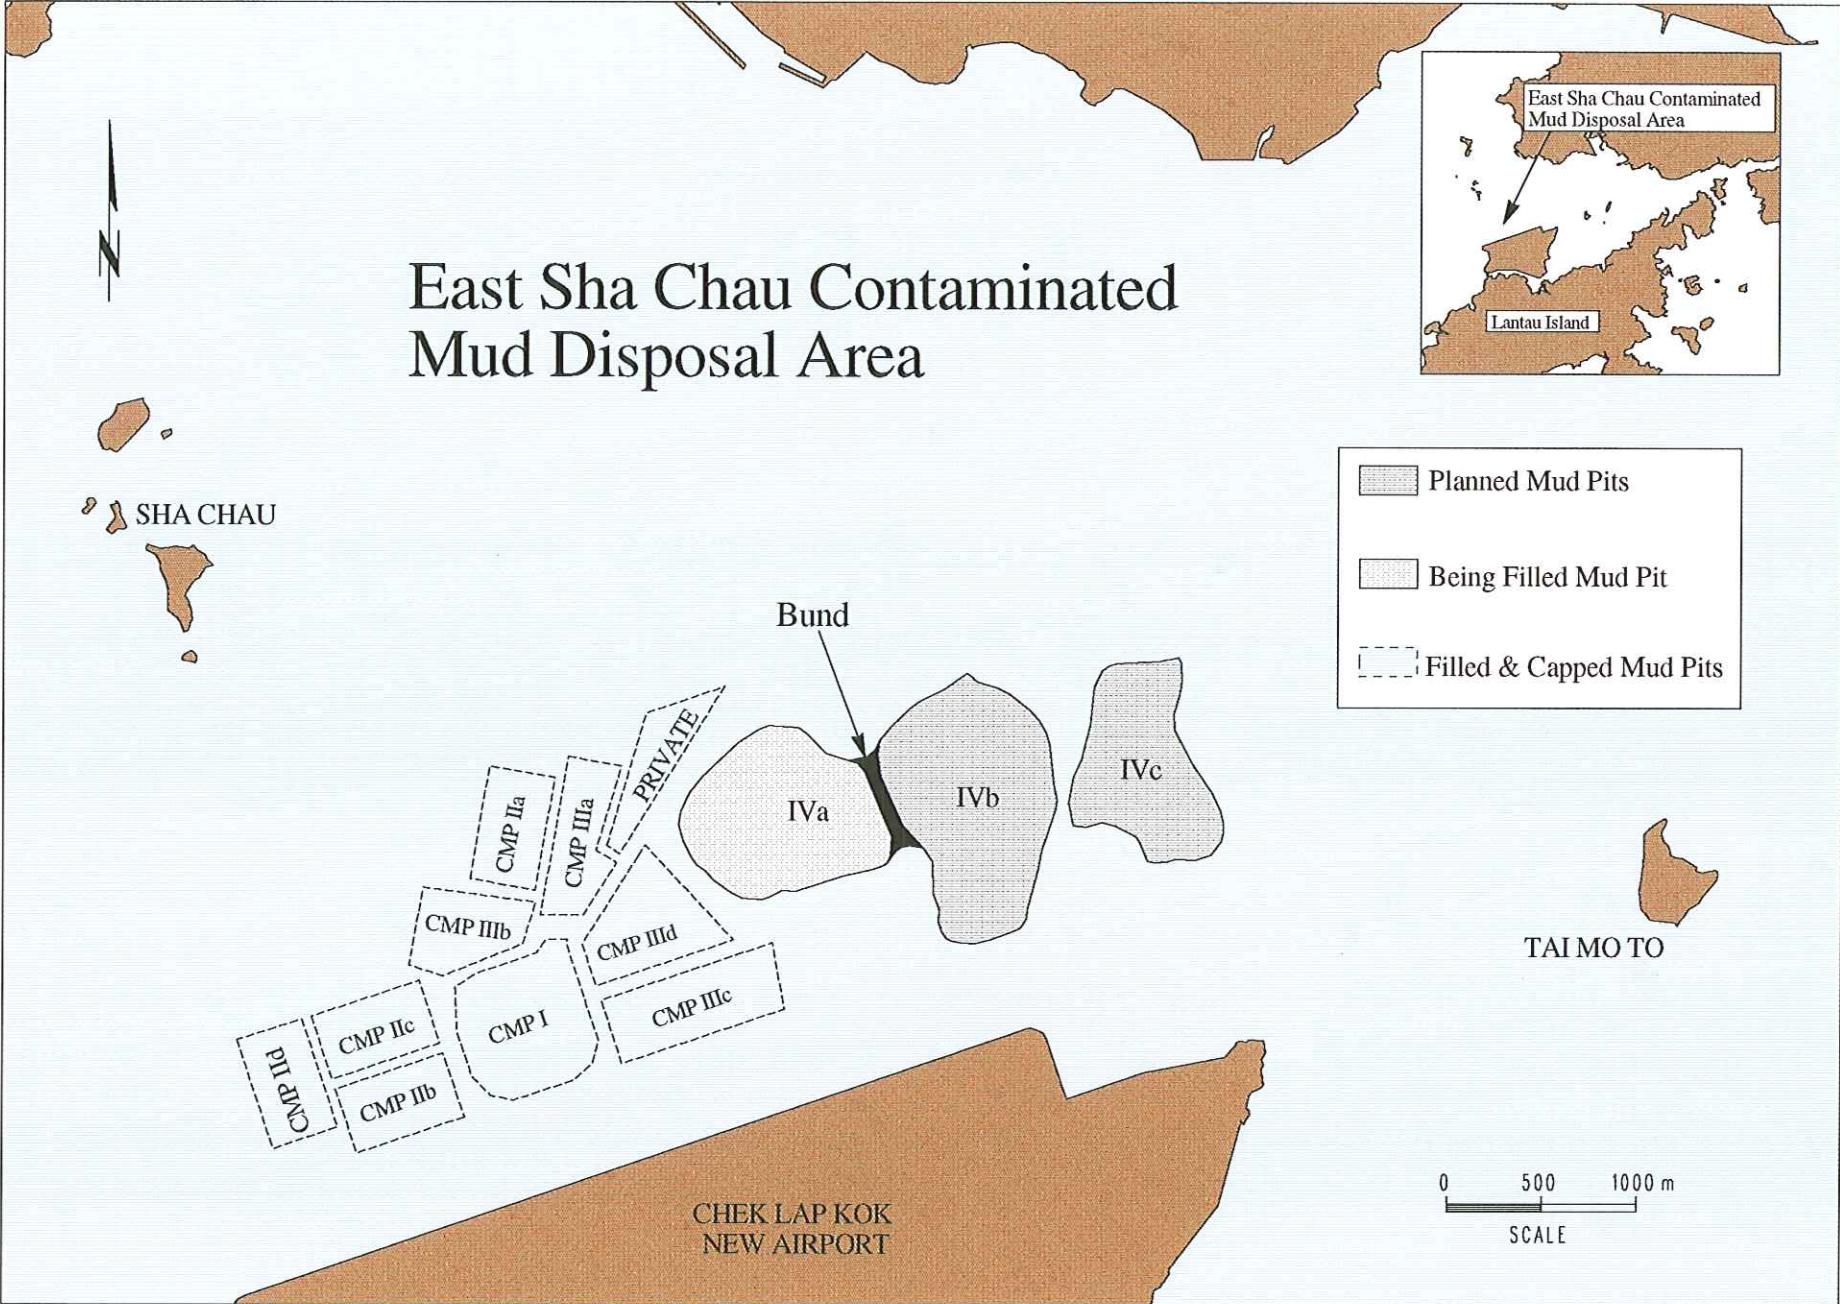 East Sha Chau Contaminated
Mud Disposal Area
Lantau Island
N
East Sha Chau Contaminated
Mud Disposal Area
Planned Mud Pits
Being Filled Mud Pit
Filled & Capped Mud Pits
SHA CHAU
Bund
PRIVATE
IVa
IVb
IVc
CMP IIa
CMP IIIa
CMP IIIb
CMP IIId
CMP IIIc
CMP I
CMP IIc
CMP IId
CMP IIb
TAI MO TO
CHEK LAP KOK
NEW AIRPORT
0 500 1000 m
SCALE